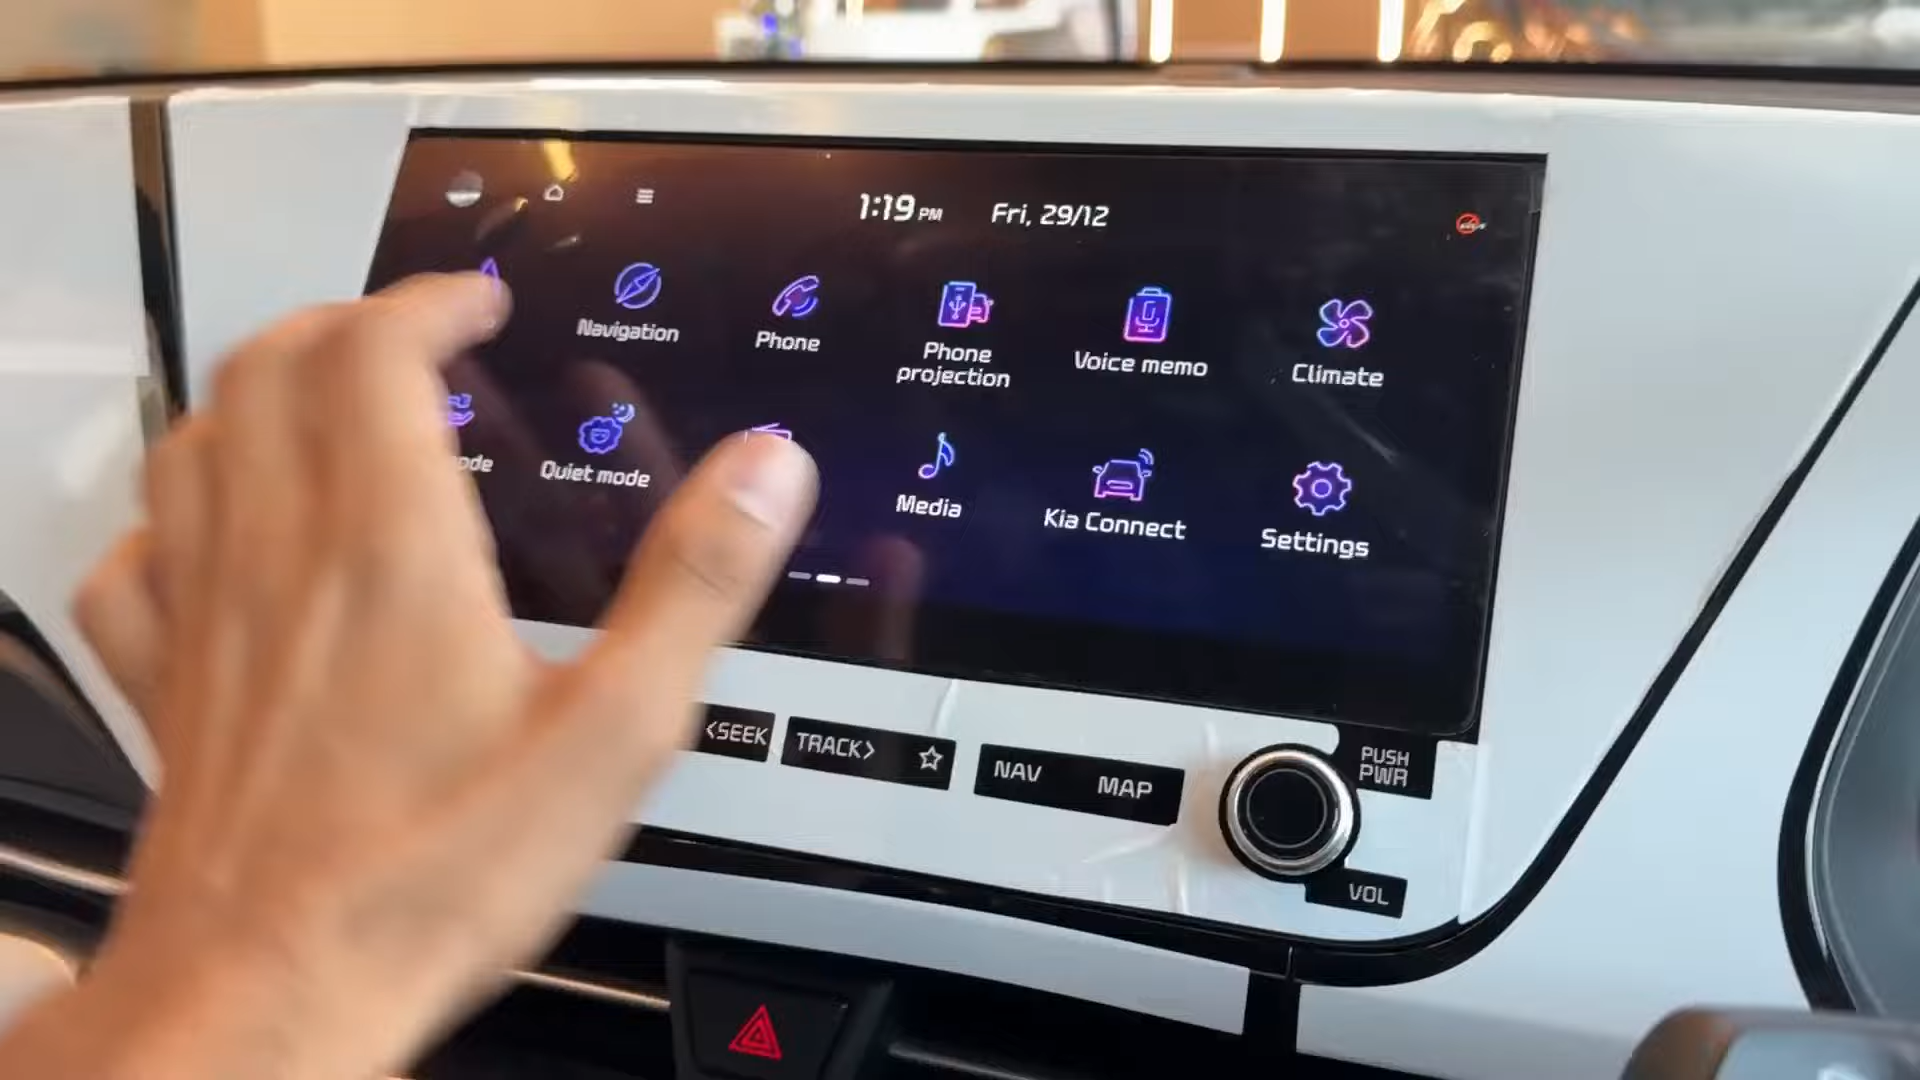 1:19 PM Fri, 29/12
Navigation
Phone
Phone
projection
Voice memo
Climate
Quiet mode
Media
Kia Connect
Settings
<SEEK
TRACK>
NAV
MAP
PUSH
PWR
VOL